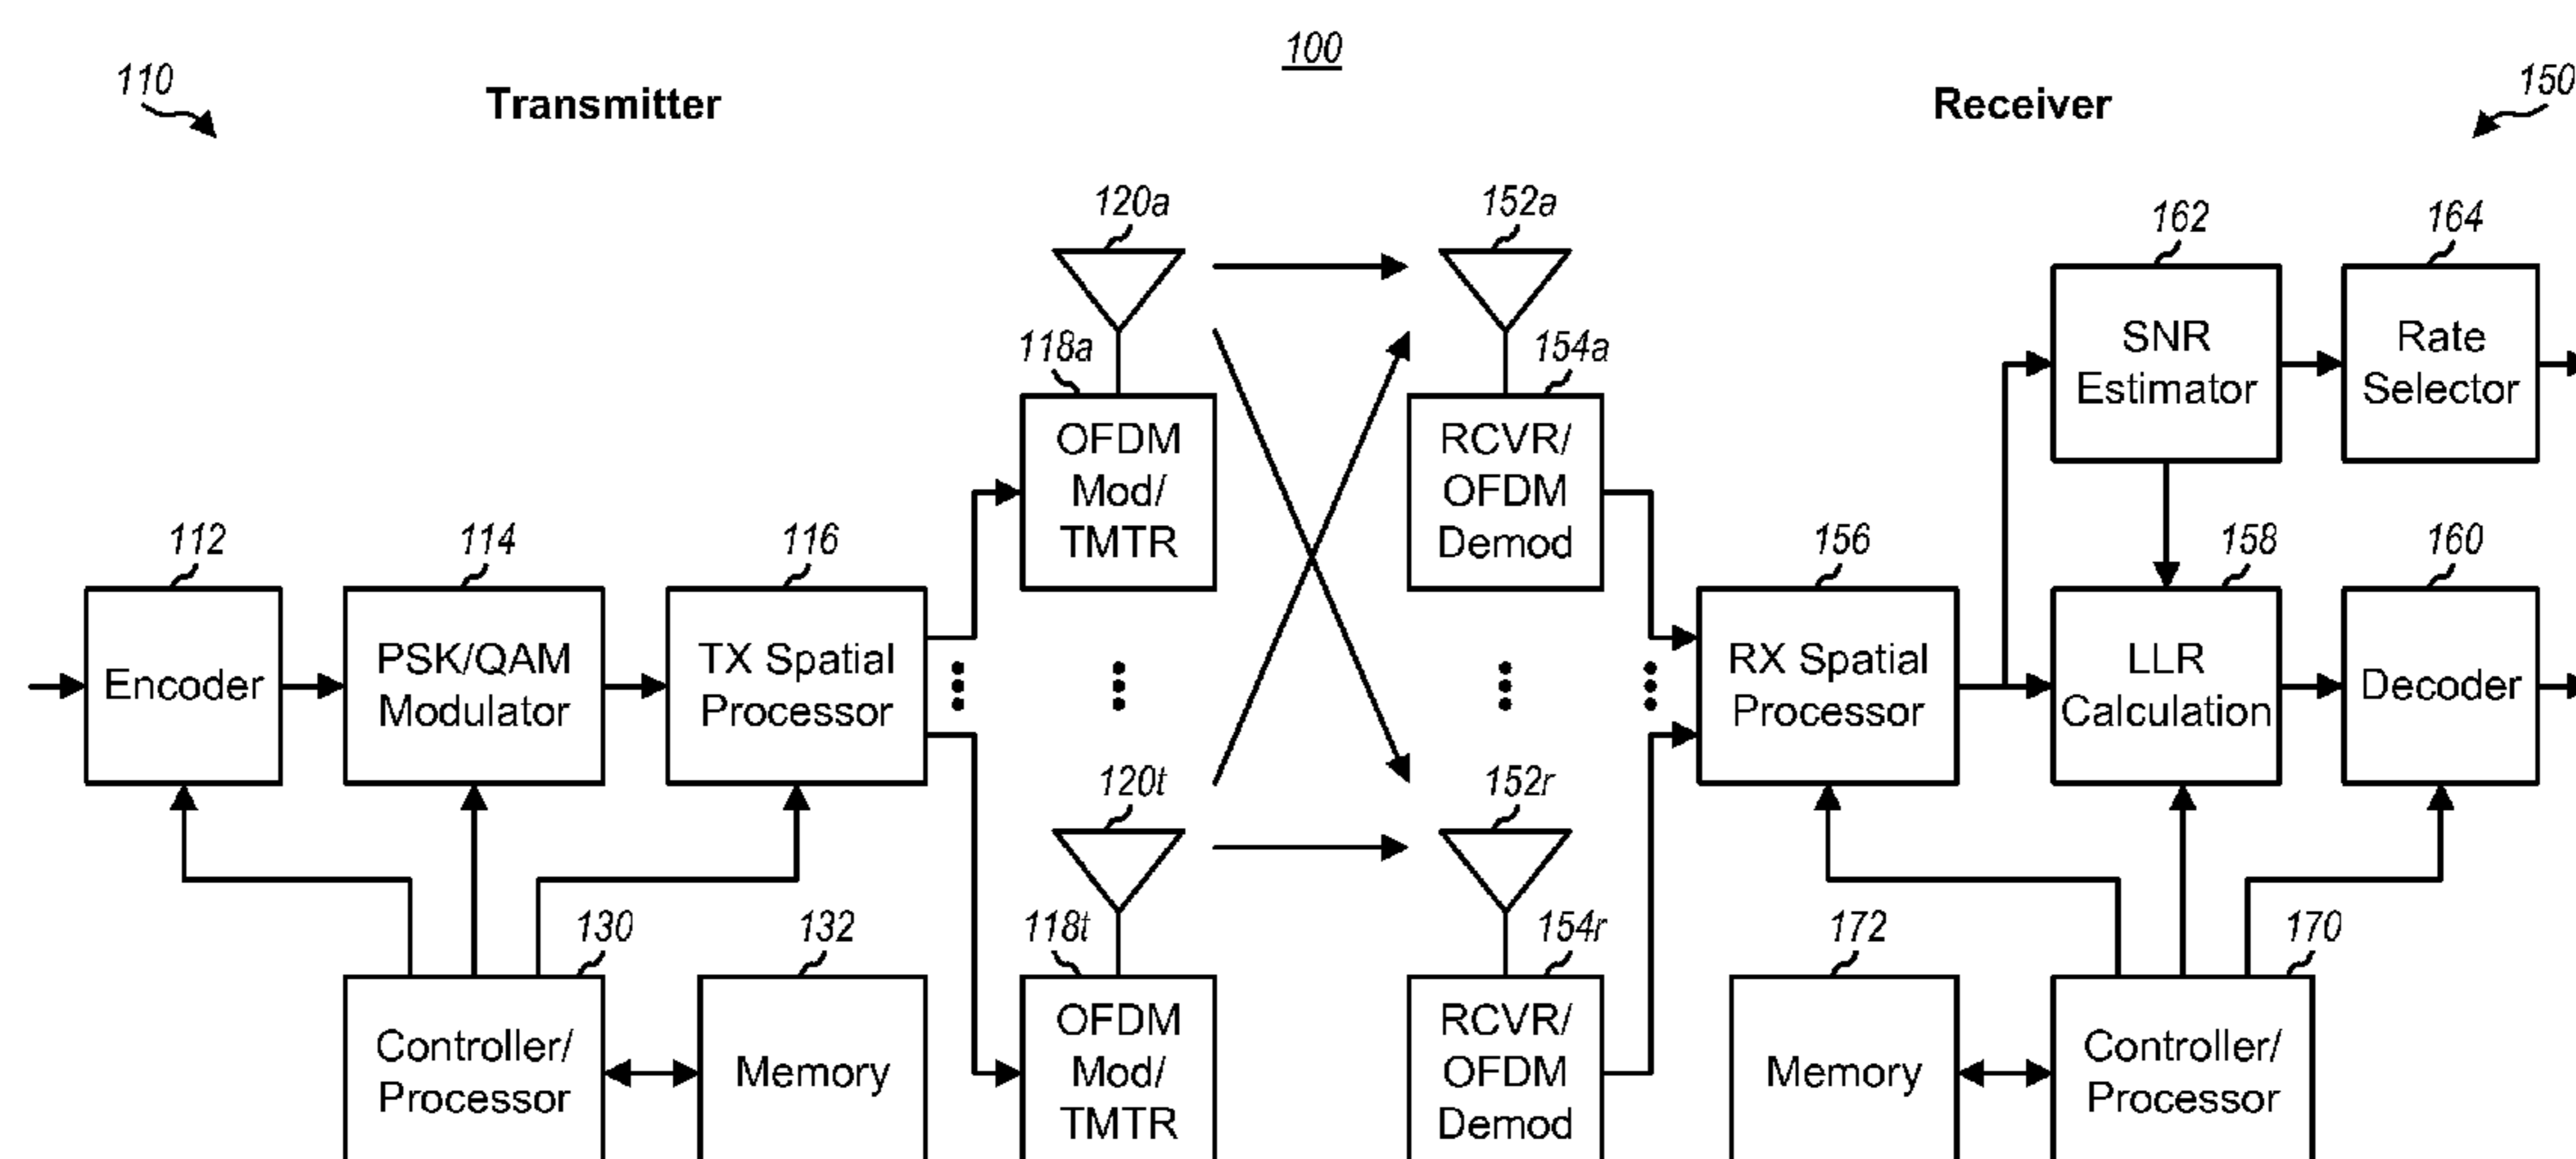 100
110
Transmitter
Receiver
150
120a
152a
162
164
118a
154a
SNR
Estimator
Rate
Selector
OFDM
Mod/
TMTR
RCVR/
OFDM
Demod
112
114
116
156
158
160
Encoder
PSK/QAM
Modulator
TX Spatial
Processor
RX Spatial
Processor
LLR
Calculation
Decoder
120t
152r
130
132
118t
154r
172
170
Controller/
Processor
Memory
OFDM
Mod/
TMTR
RCVR/
OFDM
Demod
Memory
Controller/
Processor